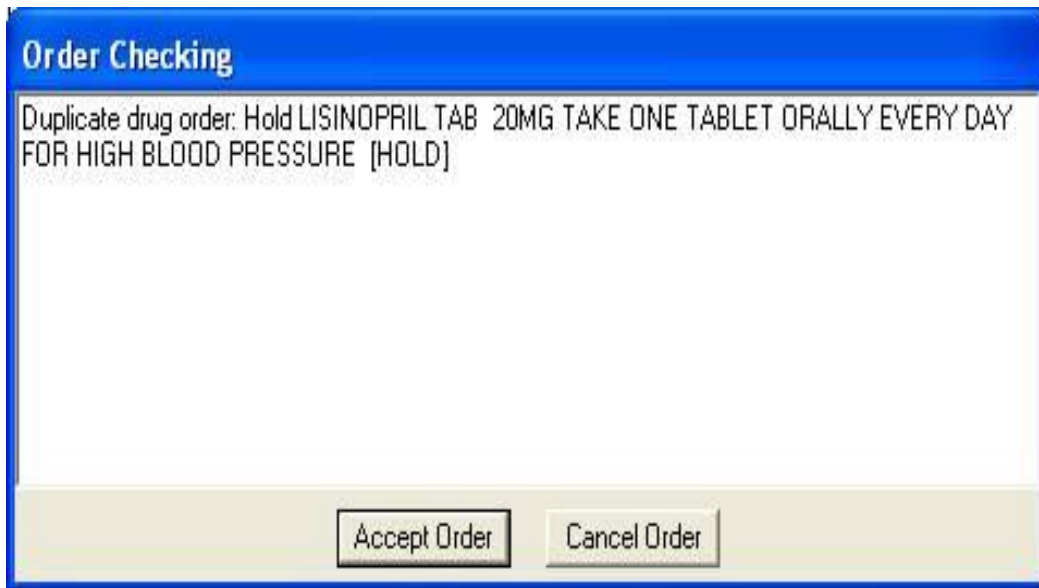 Order Checking
Duplicate drug order: Hold LISINOPRIL TAB  20MG TAKE ONE TABLET ORALLY EVERY DAY
FOR HIGH BLOOD PRESSURE  [HOLD]
Accept Order
Cancel Order